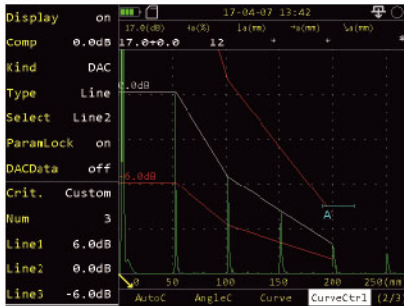 Display on
17-04-07 13:42
17.0(dB)
Comp 0.0dB
17.0+0.0 12
Kind DAC
Type Line
0.0dB
Select Line2
ParamLock on
DACData off
-6.0dB
Crit. Custom
Num 3
A
Line1 6.0dB
Line2 0.0dB
0 50 100 150 200 250(mm
Line3 -6.0dB
AutoC AngleC Curve CurveCtrl (2/3